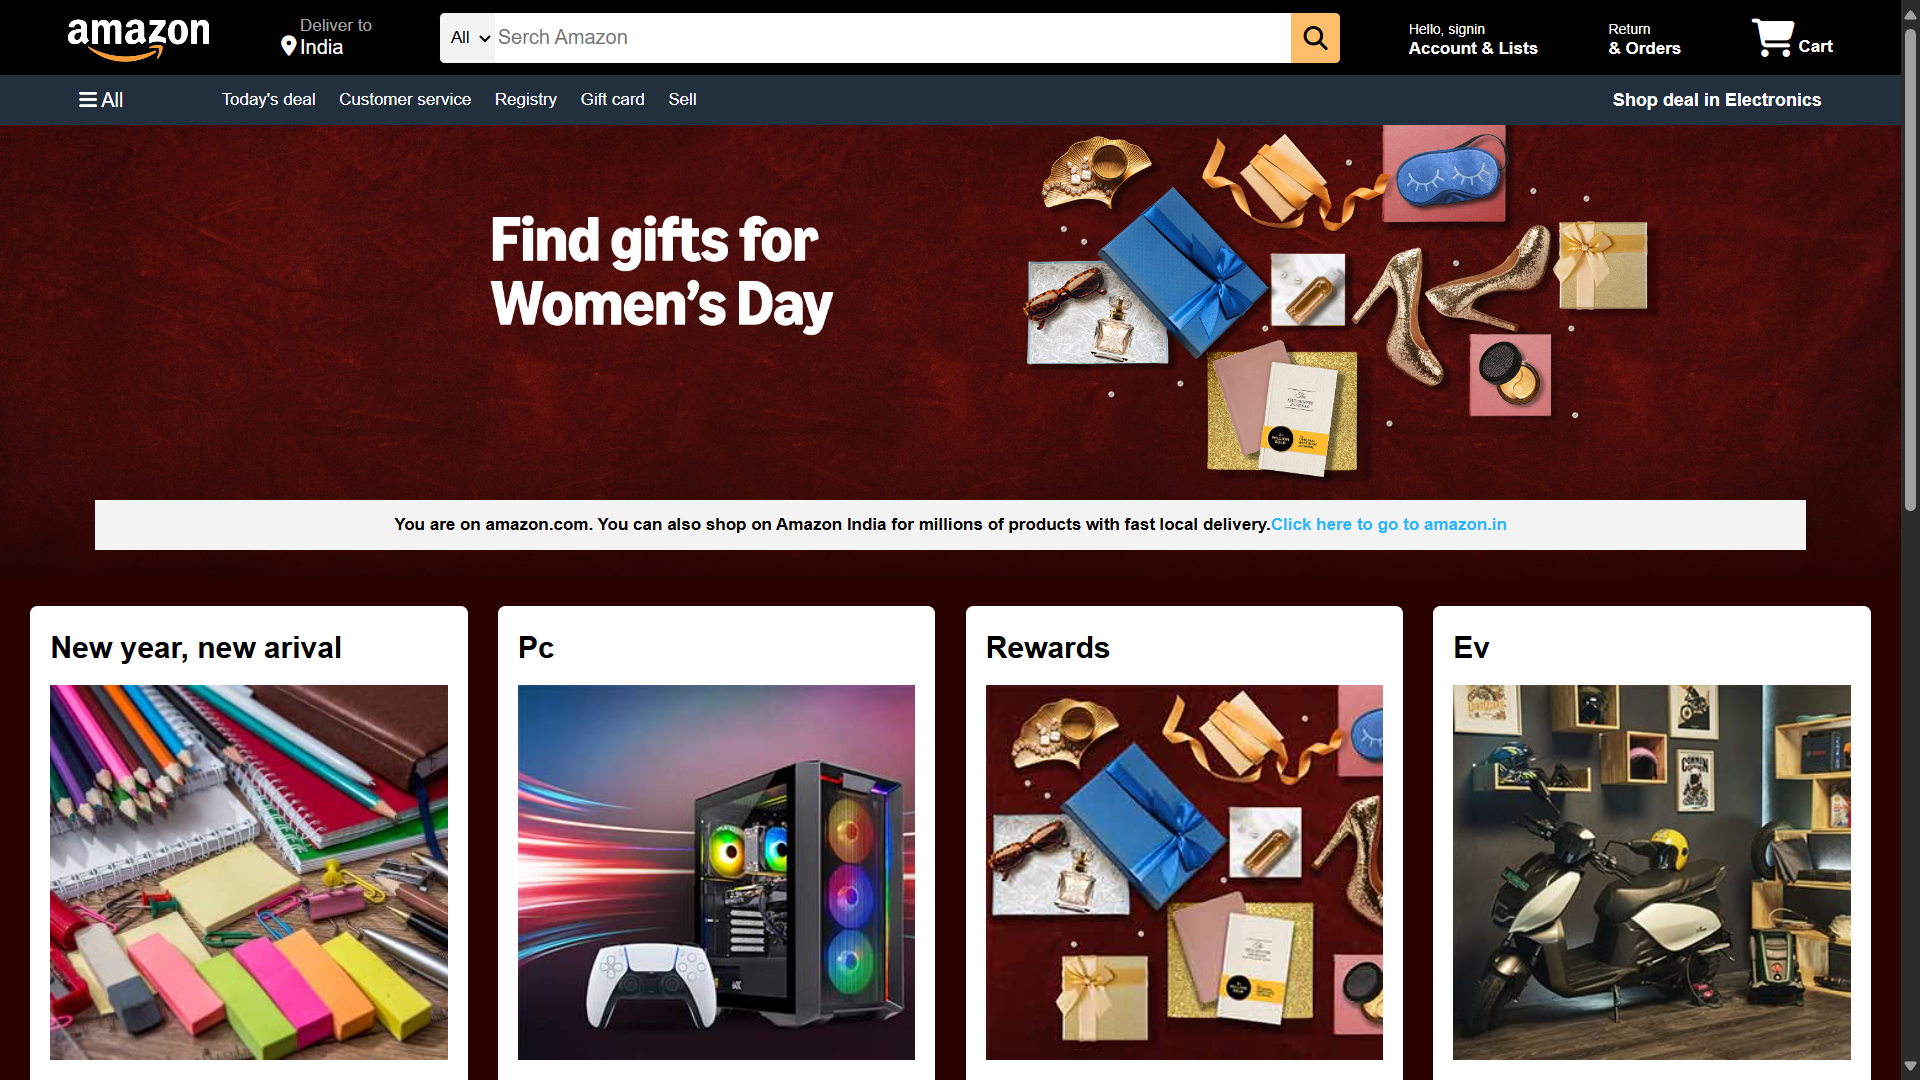 amazon
Deliver to
India
All
Serch Amazon
Hello, signin
Account & Lists
Return
& Orders
Cart
All
Today's deal
Customer service
Registry
Gift card
Sell
Shop deal in Electronics
Find gifts for
Women’s Day
You are on amazon.com. You can also shop on Amazon India for millions of products with fast local delivery.Click here to go to amazon.in
New year, new arival
Pc
Rewards
Ev